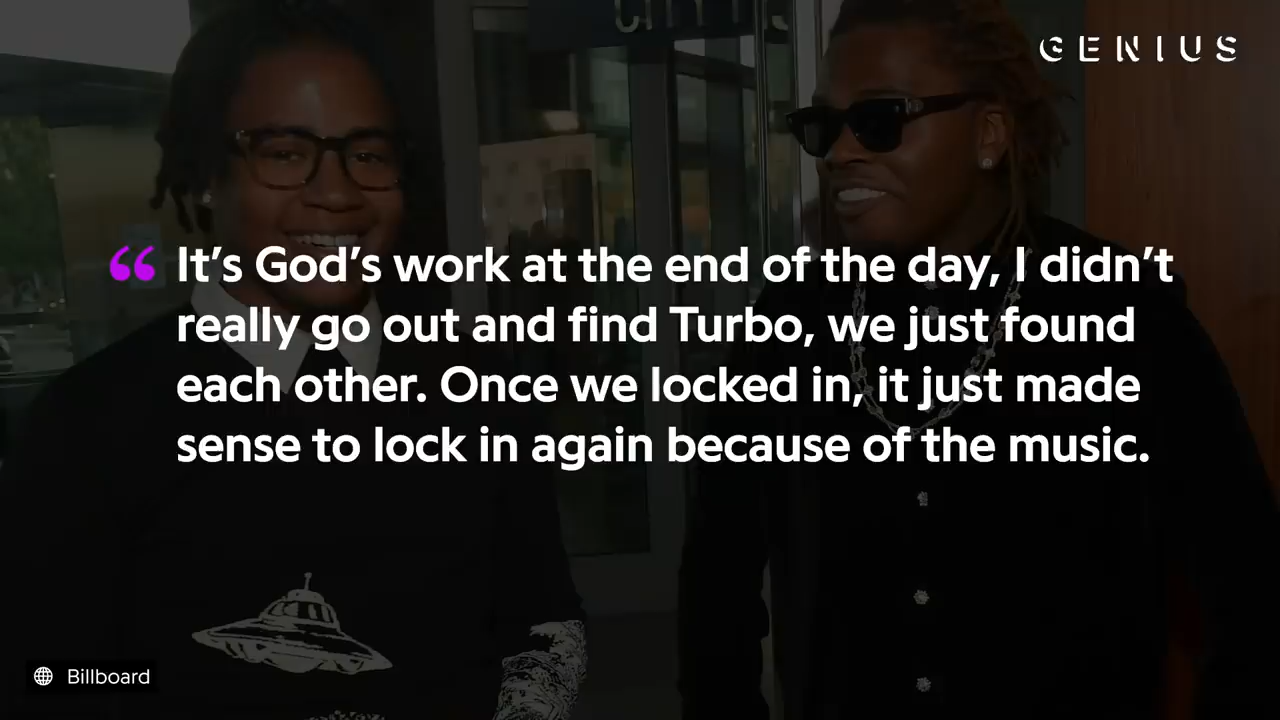 GENIUS
“ It’s God’s work at the end of the day, I didn’t
really go out and find Turbo, we just found
each other. Once we locked in, it just made
sense to lock in again because of the music.
Billboard